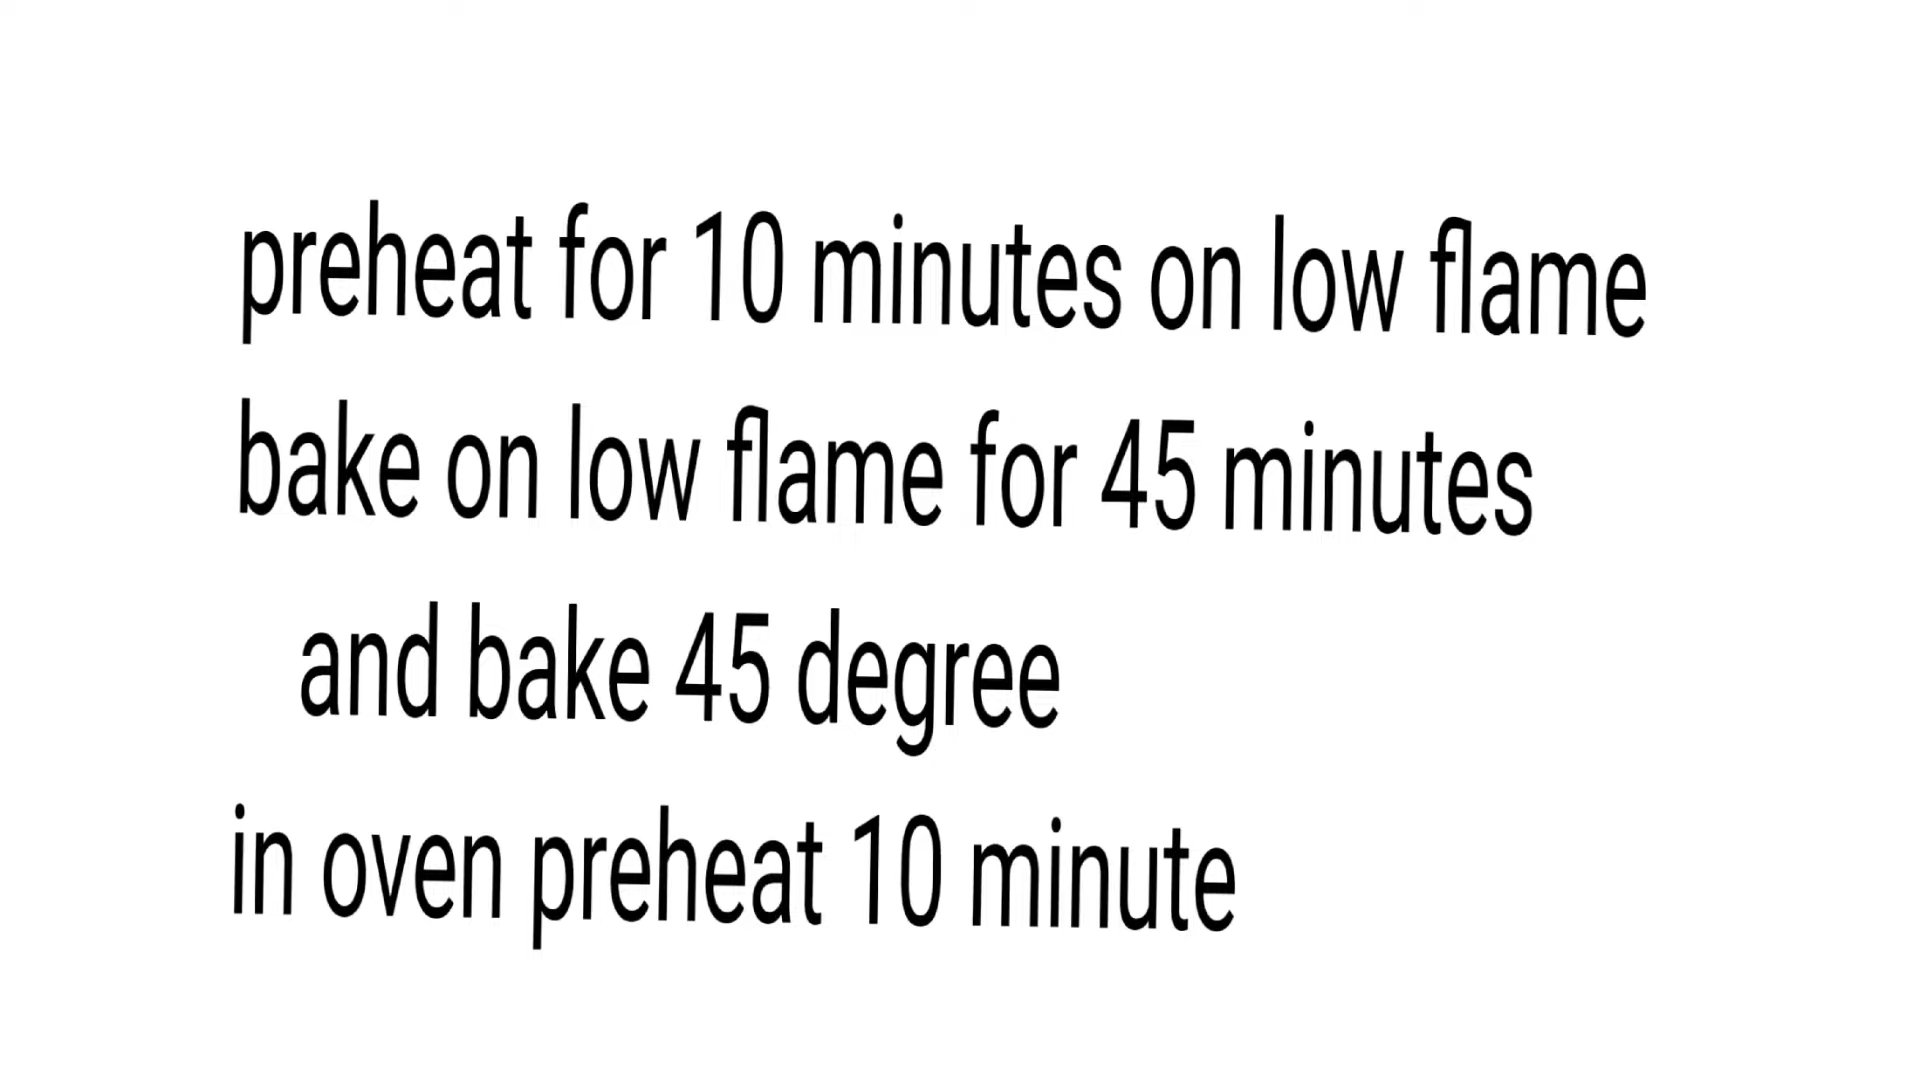 preheat for 10 minutes on low flame
bake on low flame for 45 minutes
and bake 45 degree
in oven preheat 10 minute